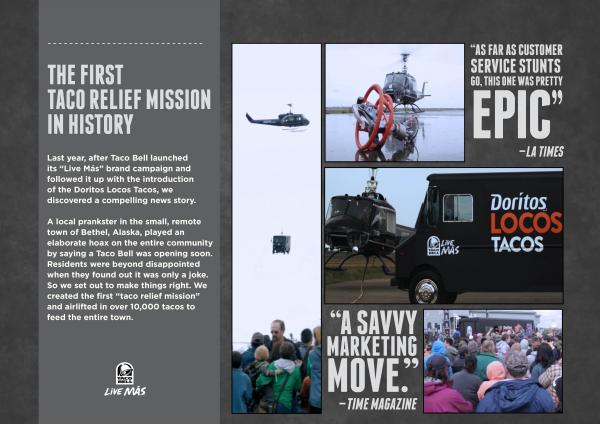 THE FIRST
TACO RELIEF MISSION
IN HISTORY
Last year, after Taco Bell launched
its “Live Más” brand campaign and
followed it up with the introduction
of the Doritos Locos Tacos, we
discovered a compelling news story.
A local prankster in the small, remote
town of Bethel, Alaska, played an
elaborate hoax on the entire community
by saying a Taco Bell was opening soon.
Residents were beyond disappointed
when they found out it was only a joke.
So we set out to make things right. We
created the first “taco relief mission”
and airlifted in over 10,000 tacos to
feed the entire town.
TACO
BELL
LIVE MÁS
“AS FAR AS CUSTOMER
SERVICE STUNTS
GO, THIS ONE WAS PRETTY
EPIC”
– LA TIMES
Doritos
LOCOS
TACOS
TACO
BELL
LIVE
MÁS
“A SAVVY
MARKETING
MOVE.”
– TIME MAGAZINE